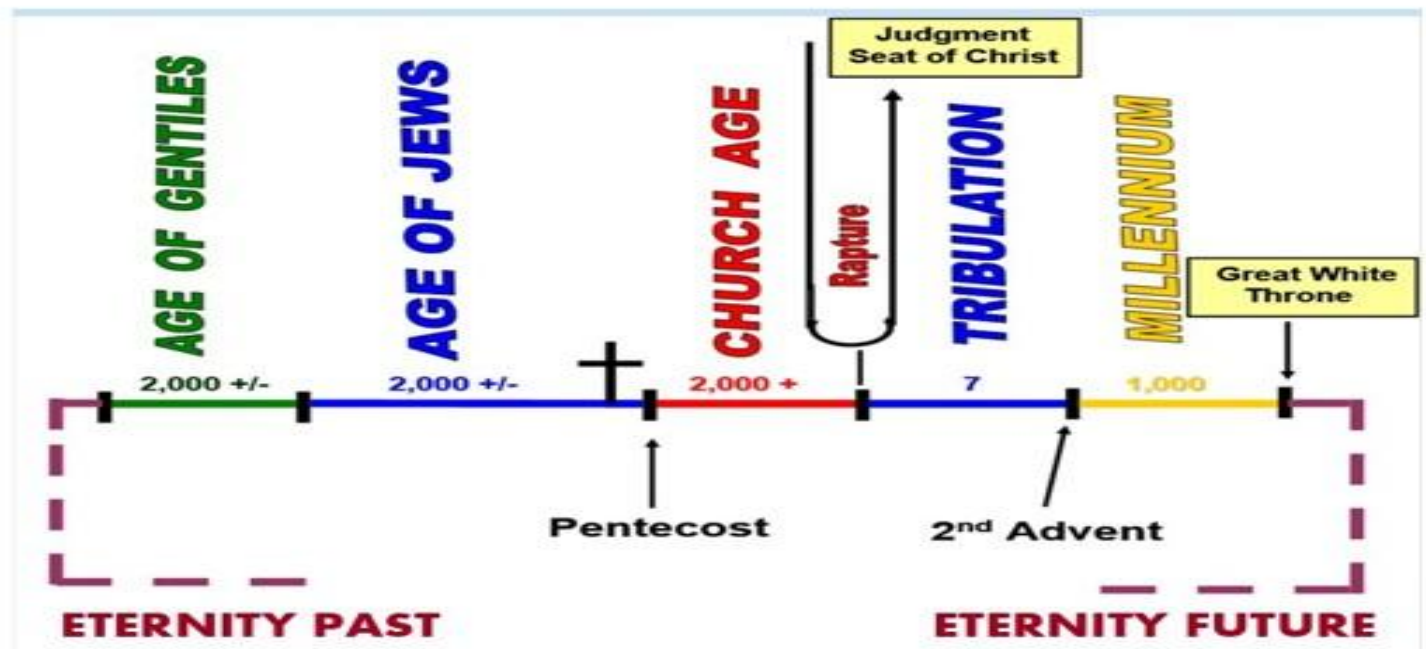 Judgment
Seat of Christ
AGE OF GENTILES
AGE OF JEWS
CHURCH AGE
Rapture
TRIBULATION
MILLENNIUM
Great White
Throne
2,000 +/-
2,000 +/-
2,000 +
7
1,000
Pentecost
2nd Advent
ETERNITY PAST
ETERNITY FUTURE